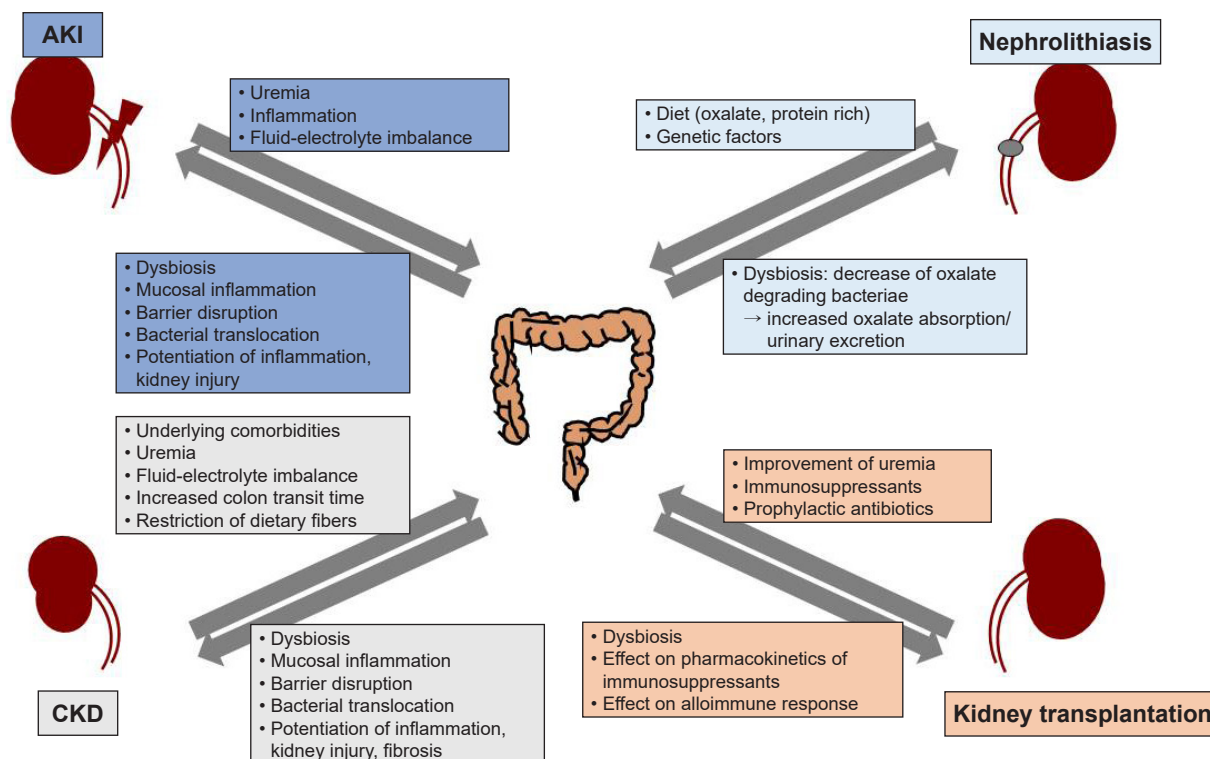 AKI
• Uremia
• Inflammation
• Fluid-electrolyte imbalance
• Dysbiosis
• Mucosal inflammation
• Barrier disruption
• Bacterial translocation
• Potentiation of inflammation,
kidney injury
Nephrolithiasis
• Diet (oxalate, protein rich)
• Genetic factors
• Dysbiosis: decrease of oxalate
degrading bacteriae
→ increased oxalate absorption/
urinary excretion
• Underlying comorbidities
• Uremia
• Fluid-electrolyte imbalance
• Increased colon transit time
• Restriction of dietary fibers
CKD
• Dysbiosis
• Mucosal inflammation
• Barrier disruption
• Bacterial translocation
• Potentiation of inflammation,
kidney injury, fibrosis
• Improvement of uremia
• Immunosuppressants
• Prophylactic antibiotics
• Dysbiosis
• Effect on pharmacokinetics of
immunosuppressants
• Effect on alloimmune response
Kidney transplantation